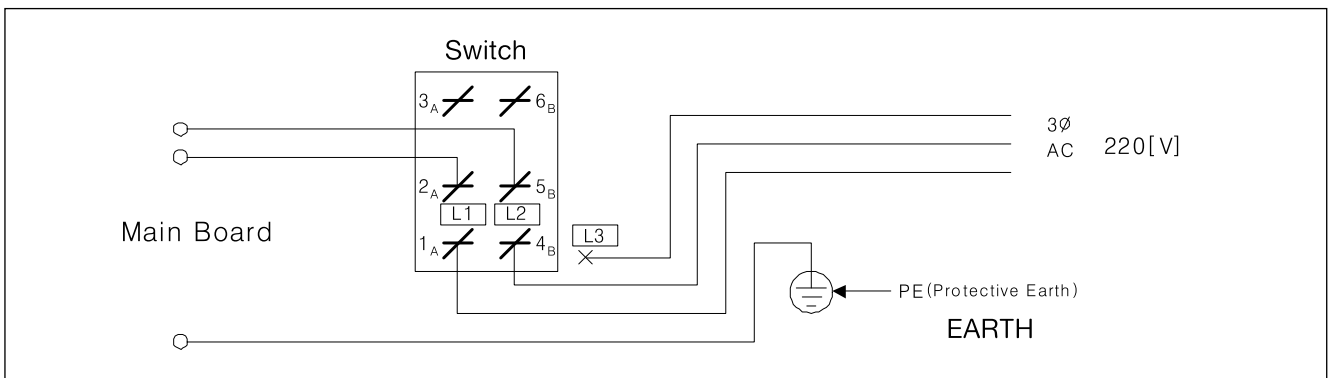 Switch
3A
6B
3Ø
AC
220[V]
2A
5B
L1
L2
Main Board
1A
4B
L3
PE(Protective Earth)
EARTH